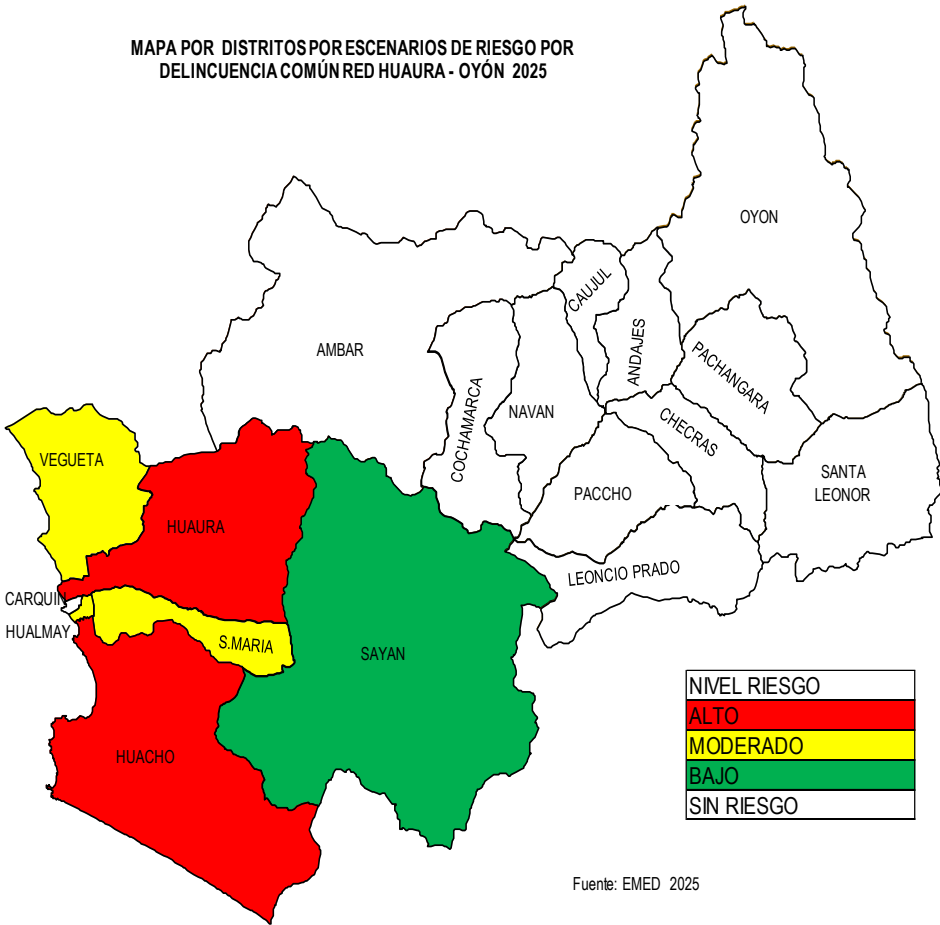 MAPA POR DISTRITOS POR ESCENARIOS DE RIESGO POR
DELINCUENCIA COMÚN RED HUAURA - OYÓN 2025
OYON
CAUJUL
ANDAJES
AMBAR
PACHANGARA
COCHAMARCA
NAVAN
CHECRAS
VEGUETA
SANTA
LEONOR
PACCHO
HUAURA
LEONCIO PRADO
CARQUIN
HUALMAY
S.MARIA
SAYAN
HUACHO
NIVEL RIESGO
ALTO
MODERADO
BAJO
SIN RIESGO
Fuente: EMED 2025